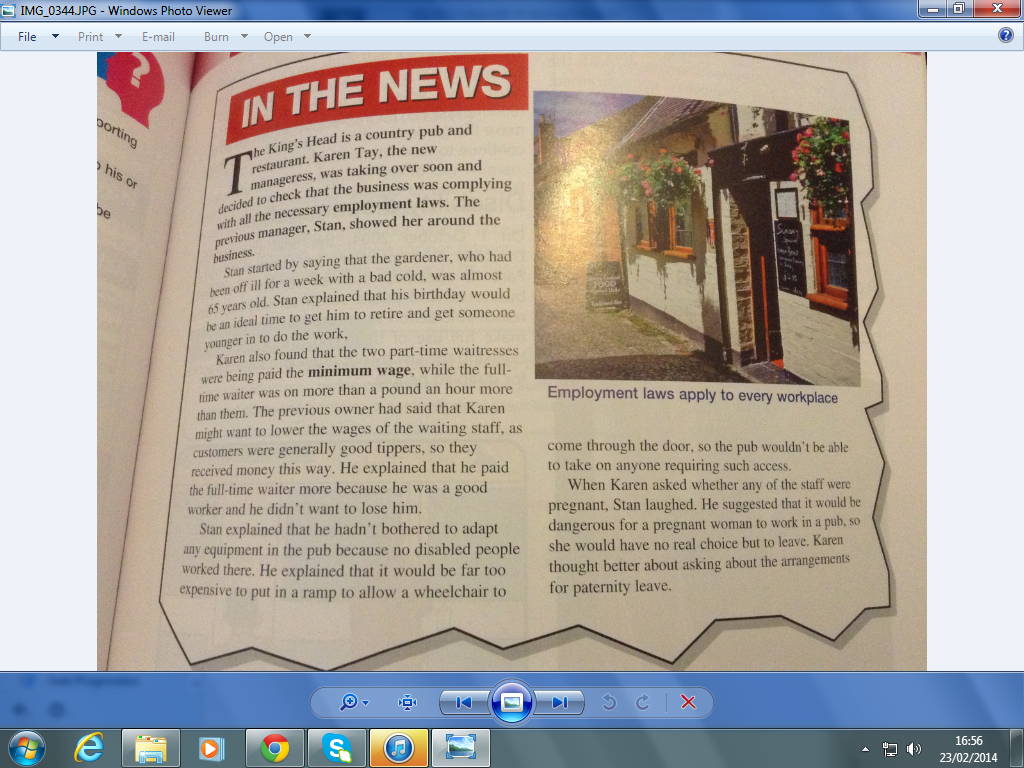 IMG_0344.JPG - Windows Photo Viewer
File Print E-mail Burn Open
porting
his or
be
IN THE NEWS
The King's Head is a country pub and
restaurant. Karen Tay, the new
manageress, was taking over soon and
decided to check that the business was complying
with all the necessary employment laws. The
previous manager, Stan, showed her around the
business.
Stan started by saying that the gardener, who had
been off ill for a week with a bad cold, was almost
65 years old. Stan explained that his birthday would
be an ideal time to get him to retire and get someone
younger in to do the work,
Karen also found that the two part-time waitresses
were being paid the minimum wage, while the full-
time waiter was on more than a pound an hour more
than them. The previous owner had said that Karen
might want to lower the wages of the waiting staff, as
customers were generally good tippers, so they
received money this way. He explained that he paid
the full-time waiter more because he was a good
worker and he didn't want to lose him.
Stan explained that he hadn't bothered to adapt
any equipment in the pub because no disabled people
worked there. He explained that it would be far too
expensive to put in a ramp to allow a wheelchair to
Sunday
Special
FOOD
Employment laws apply to every workplace
come through the door, so the pub wouldn't be able
to take on anyone requiring such access.
When Karen asked whether any of the staff were
pregnant, Stan laughed. He suggested that it would be
dangerous for a pregnant woman to work in a pub, so
she would have no real choice but to leave. Karen
thought better about asking about the arrangements
for paternity leave.
16:56
23/02/2014